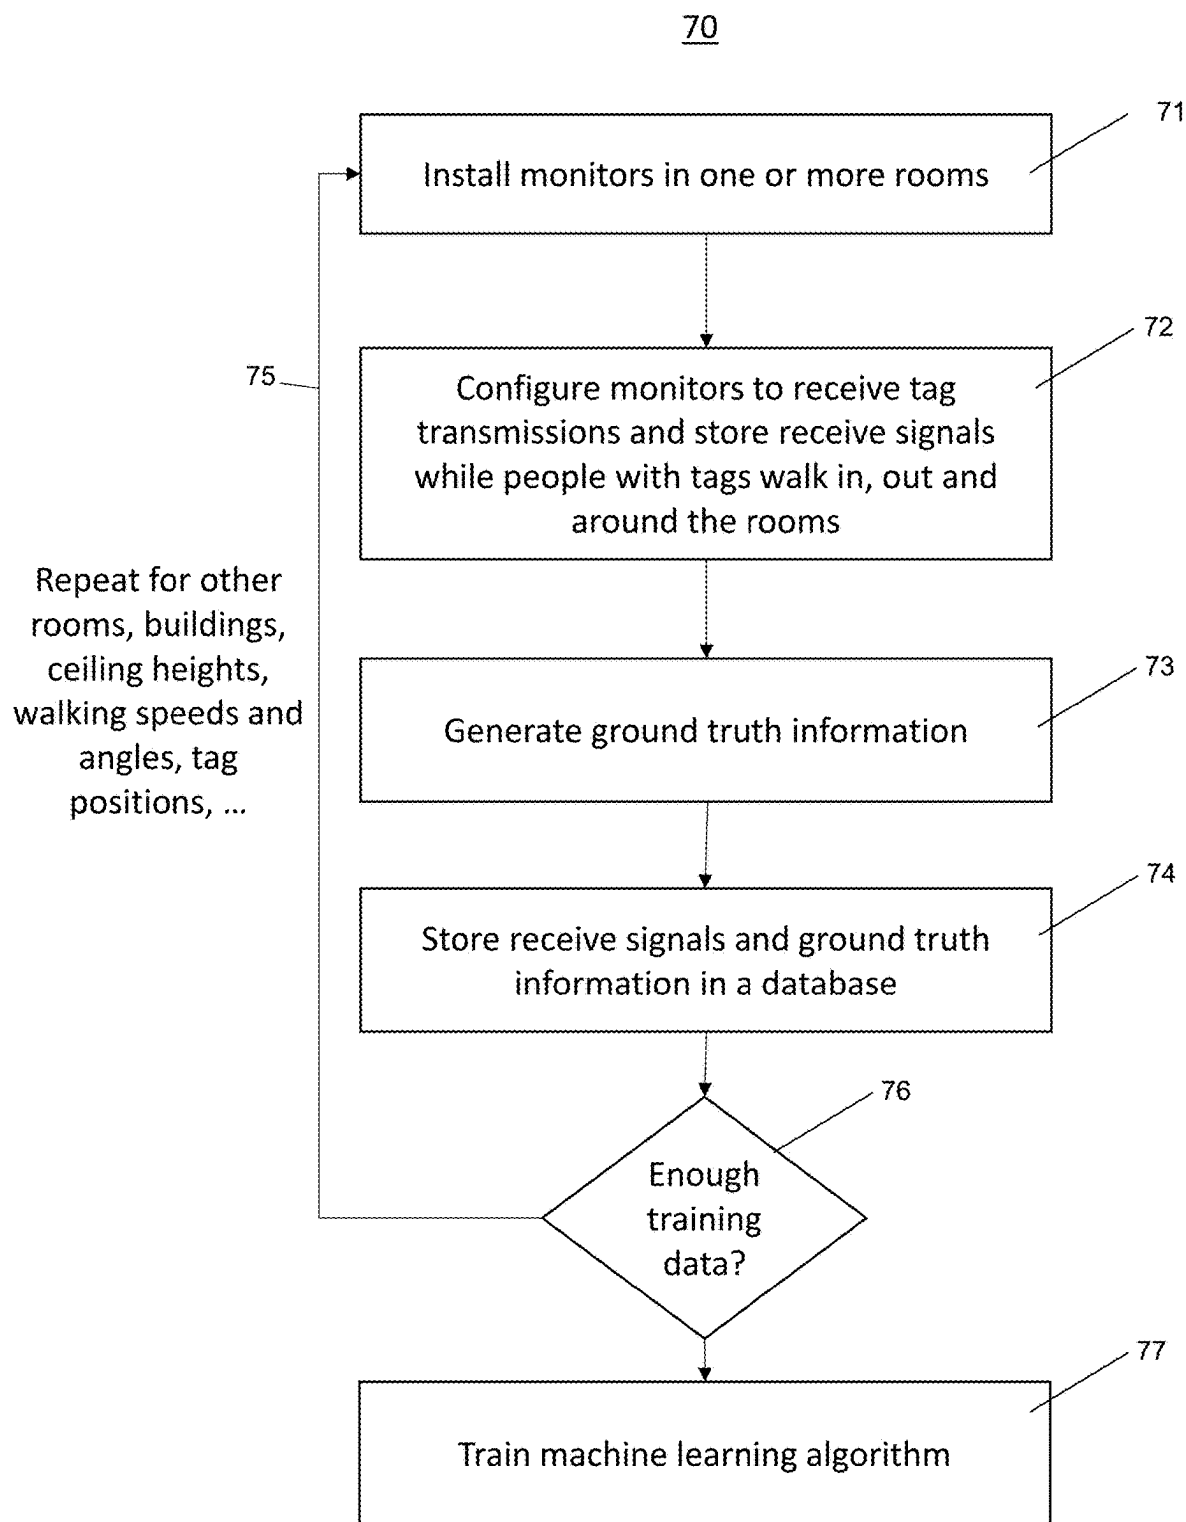 70
71
Install monitors in one or more rooms
72
Configure monitors to receive tag
transmissions and store receive signals
while people with tags walk in, out and
around the rooms
75
Repeat for other
rooms, buildings,
ceiling heights,
walking speeds and
angles, tag
positions, ...
73
Generate ground truth information
74
Store receive signals and ground truth
information in a database
76
Enough
training
data?
77
Train machine learning algorithm